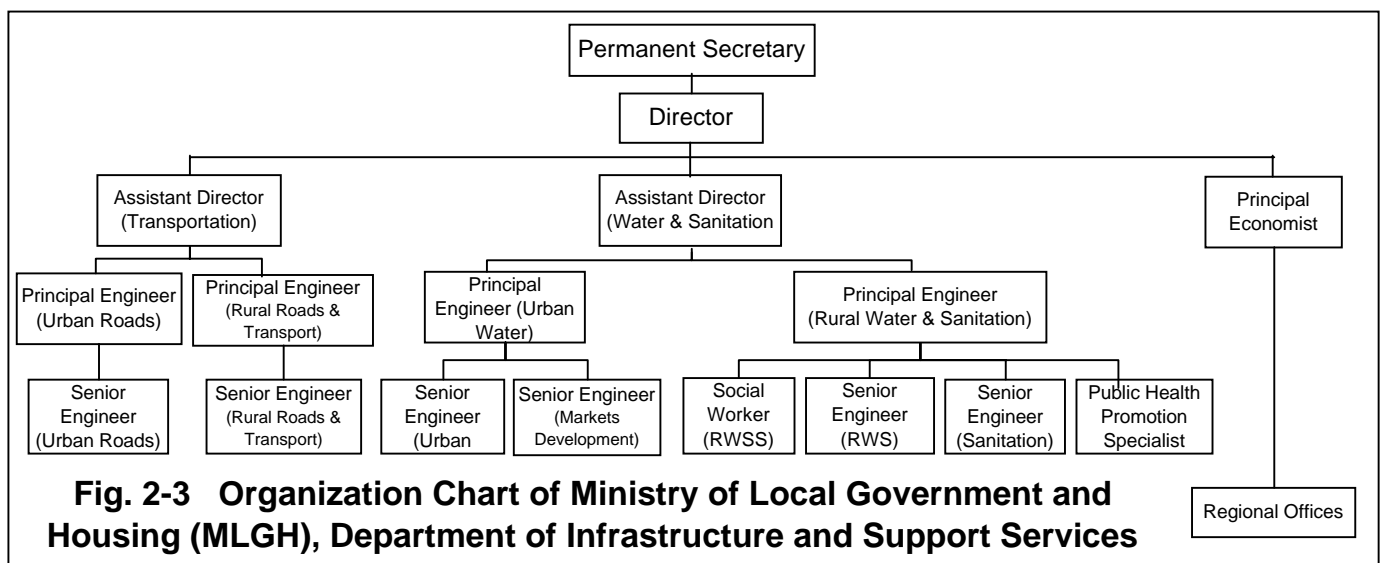 Permanent Secretary
Director
Assistant Director
(Transportation)
Assistant Director
(Water & Sanitation
Principal
Economist
Principal Engineer
(Urban Roads)
Principal Engineer
(Rural Roads &
Transport)
Principal
Engineer (Urban
Water)
Principal Engineer
(Rural Water & Sanitation)
Senior
Engineer
(Urban Roads)
Senior Engineer
(Rural Roads &
Transport)
Senior
Engineer
(Urban
Senior Engineer
(Markets
Development)
Social
Worker
(RWSS)
Senior
Engineer
(RWS)
Senior
Engineer
(Sanitation)
Public Health
Promotion
Specialist
Regional Offices
Fig. 2-3 Organization Chart of Ministry of Local Government and
Housing (MLGH), Department of Infrastructure and Support Services